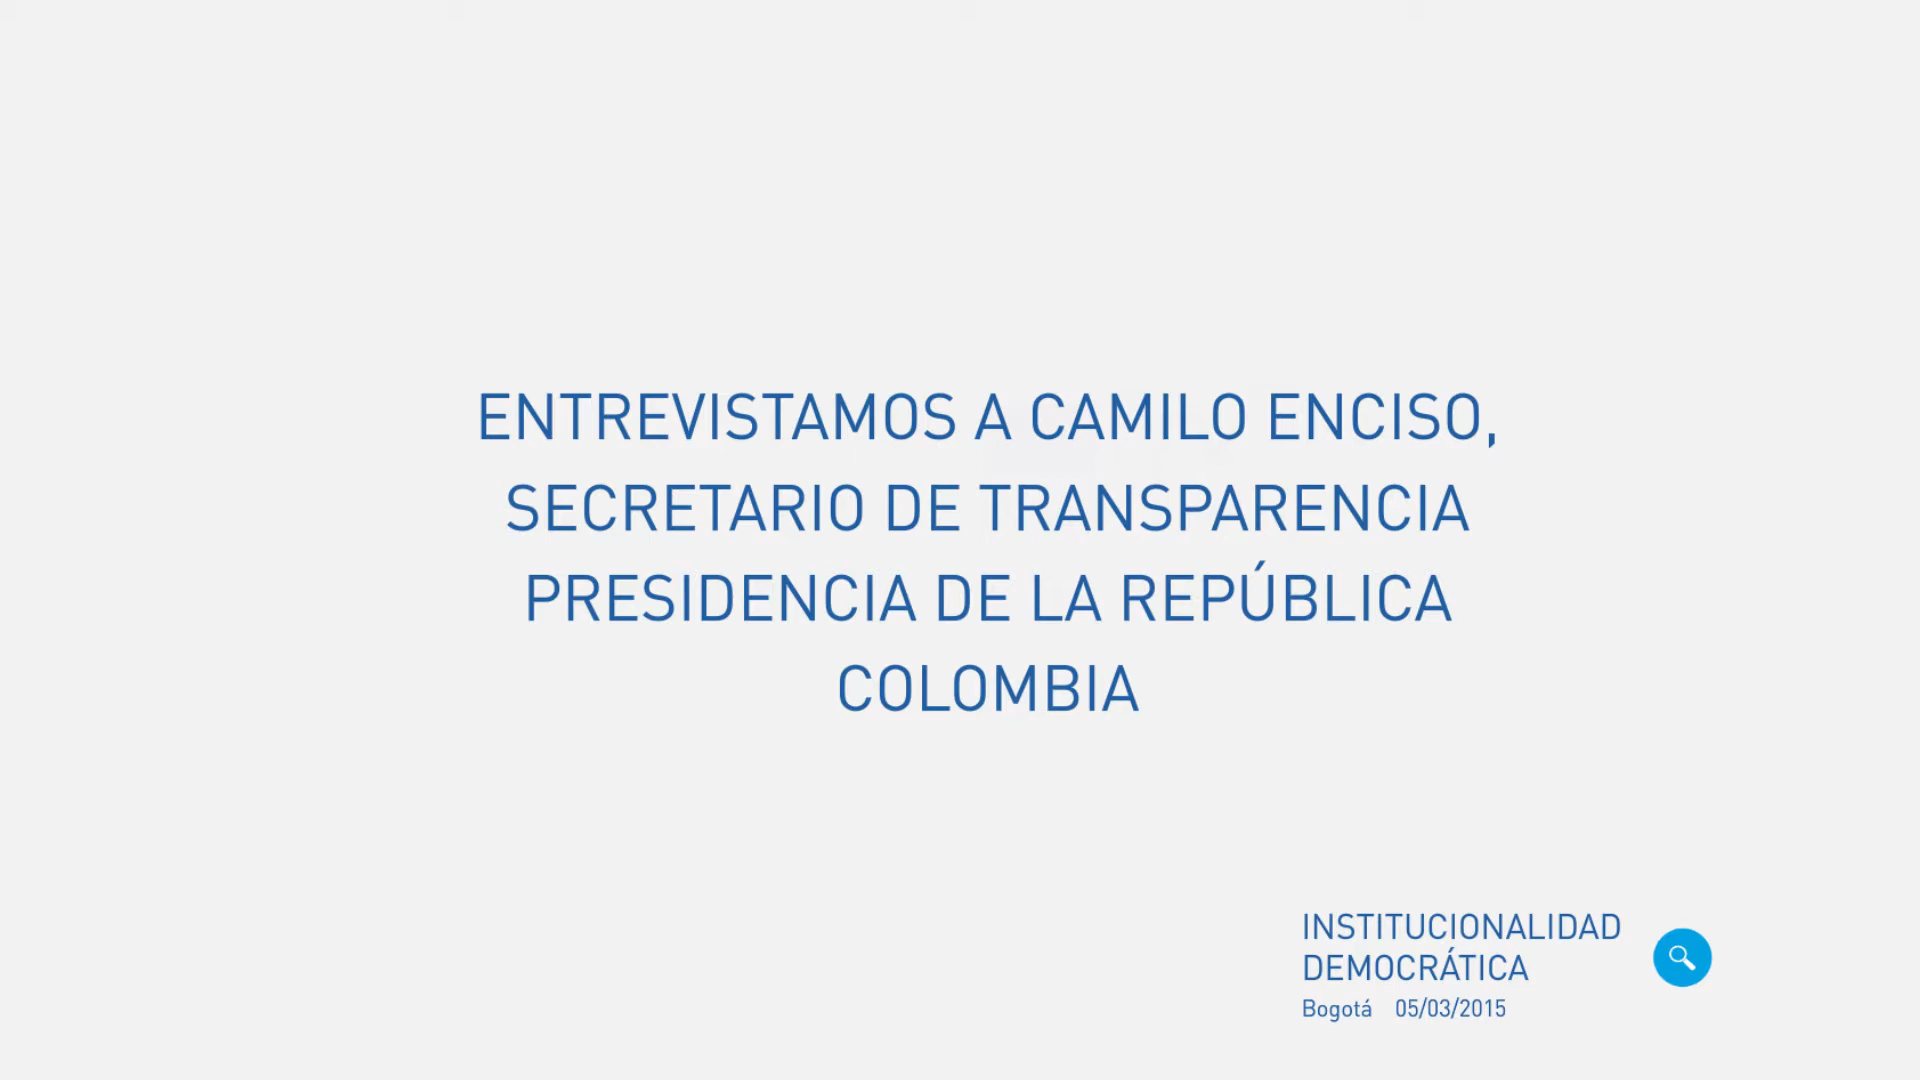 ENTREVISTAMOS A CAMILO ENCISO,
SECRETARIO DE TRANSPARENCIA
PRESIDENCIA DE LA REPÚBLICA
COLOMBIA
INSTITUCIONALIDAD
DEMOCRÁTICA
Bogotá 05/03/2015